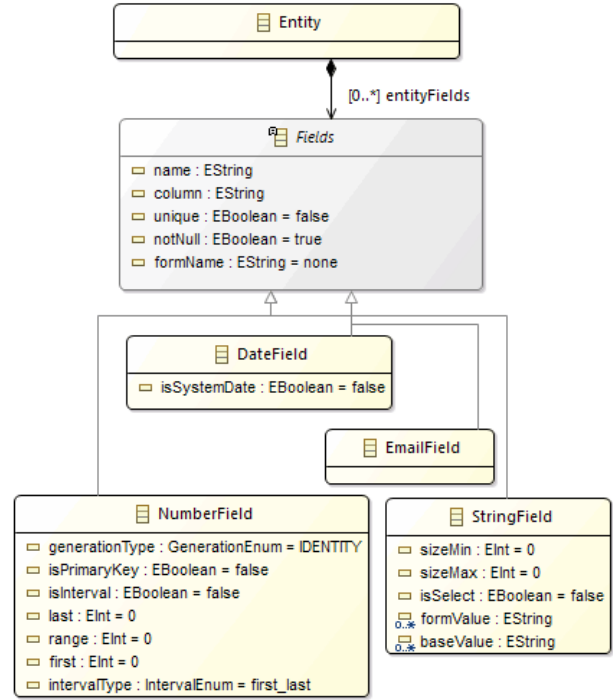 Entity
[0..*] entityFields
Fields
name : EString
column : EString
unique : EBoolean = false
notNull : EBoolean = true
formName : EString = none
DateField
isSystemDate : EBoolean = false
EmailField
NumberField
generationType : GenerationEnum = IDENTITY
isPrimaryKey : EBoolean = false
isInterval : EBoolean = false
last : EInt = 0
range : EInt = 0
first : EInt = 0
intervalType : IntervalEnum = first_last
StringField
sizeMin : EInt = 0
sizeMax : EInt = 0
isSelect : EBoolean = false
formValue : EString
0..*
baseValue : EString
0..*